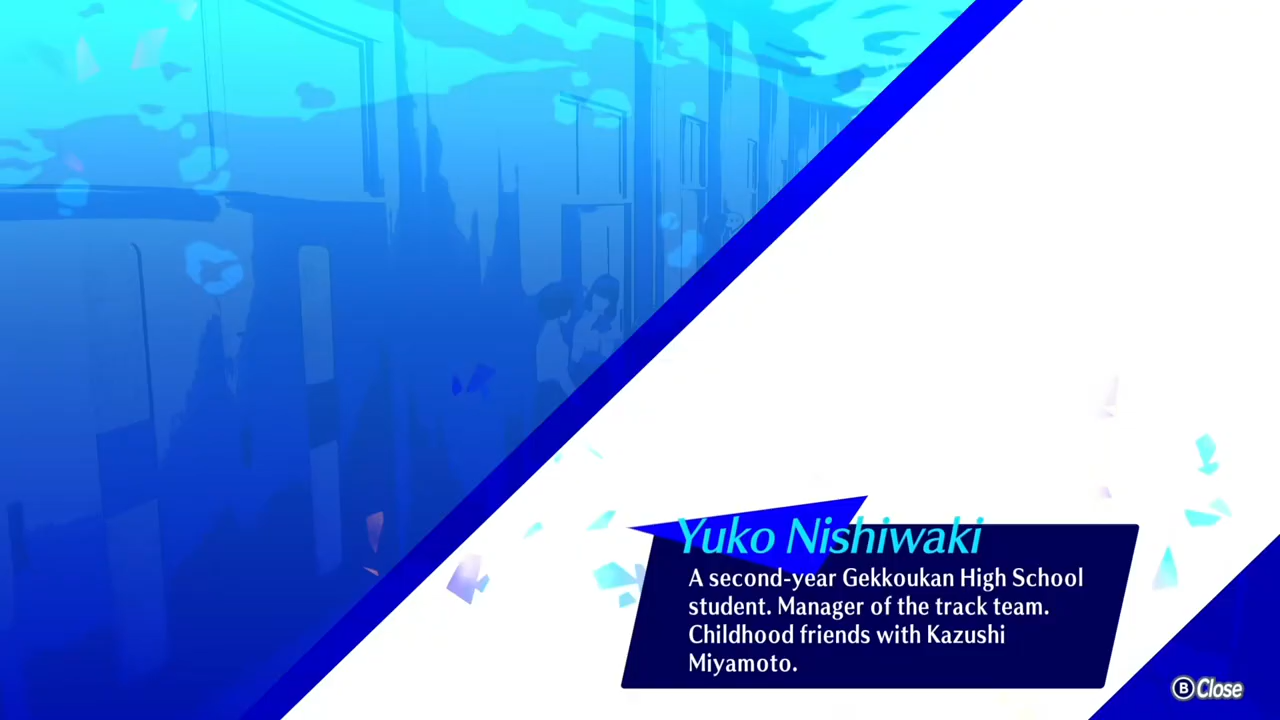 Yuko Nishiwaki
A second-year Gekkoukan High School
student. Manager of the track team.
Childhood friends with Kazushi
Miyamoto.
B Close